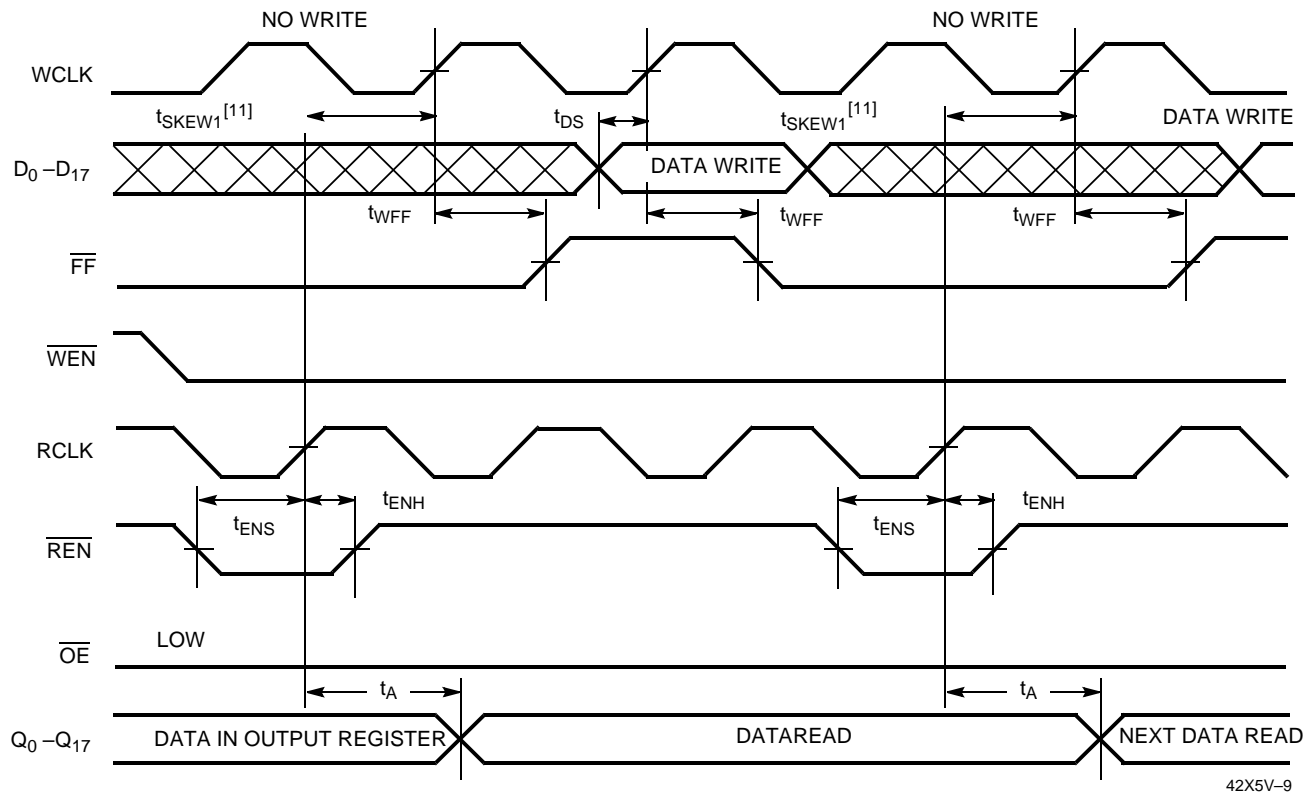 NO WRITE NO WRITE
WCLK
tSKEW1[11] tDS tSKEW1[11] DATA WRITE
D0–D17 DATA WRITE
tWFF tWFF tWFF
FF
WEN
RCLK
tENS tENH tENS tENH
REN
LOW
OE
tA tA
Q0–Q17 DATA IN OUTPUT REGISTER DATAREAD NEXT DATA READ
42X5V–9